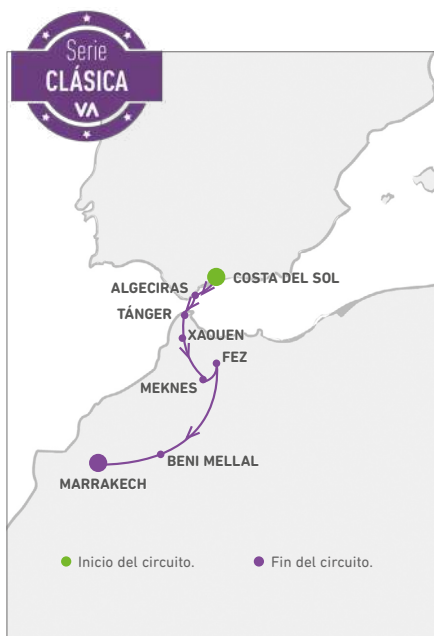 Serie
CLÁSICA
VA
COSTA DEL SOL
ALGECIRAS
TÁNGER
XAOUEN
FEZ
MEKNES
BENI MELLAL
MARRAKECH
Inicio del circuito.
Fin del circuito.